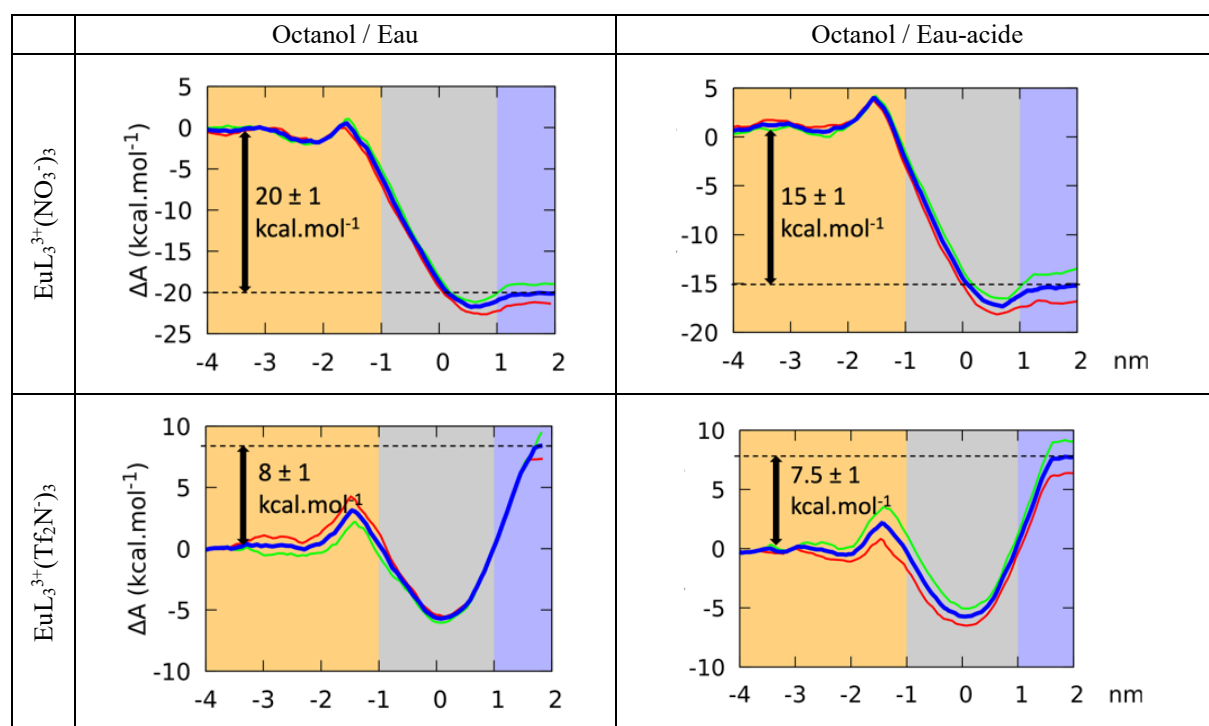 Octanol / Eau
Octanol / Eau-acide
EuL₃³⁺(NO₃⁻)₃
ΔA (kcal.mol⁻¹)
5
0
-5
-10
-15
-20
-25
20 ± 1
kcal.mol⁻¹
-4 -3 -2 -1 0 1 2
5
0
-5
-10
-15
-20
15 ± 1
kcal.mol⁻¹
-4 -3 -2 -1 0 1 2 nm
EuL₃³⁺(Tf₂N⁻)₃
ΔA (kcal.mol⁻¹)
10
5
0
-5
-10
8 ± 1
kcal.mol⁻¹
-4 -3 -2 -1 0 1 2
10
5
0
-5
-10
7.5 ± 1
kcal.mol⁻¹
-4 -3 -2 -1 0 1 2 nm